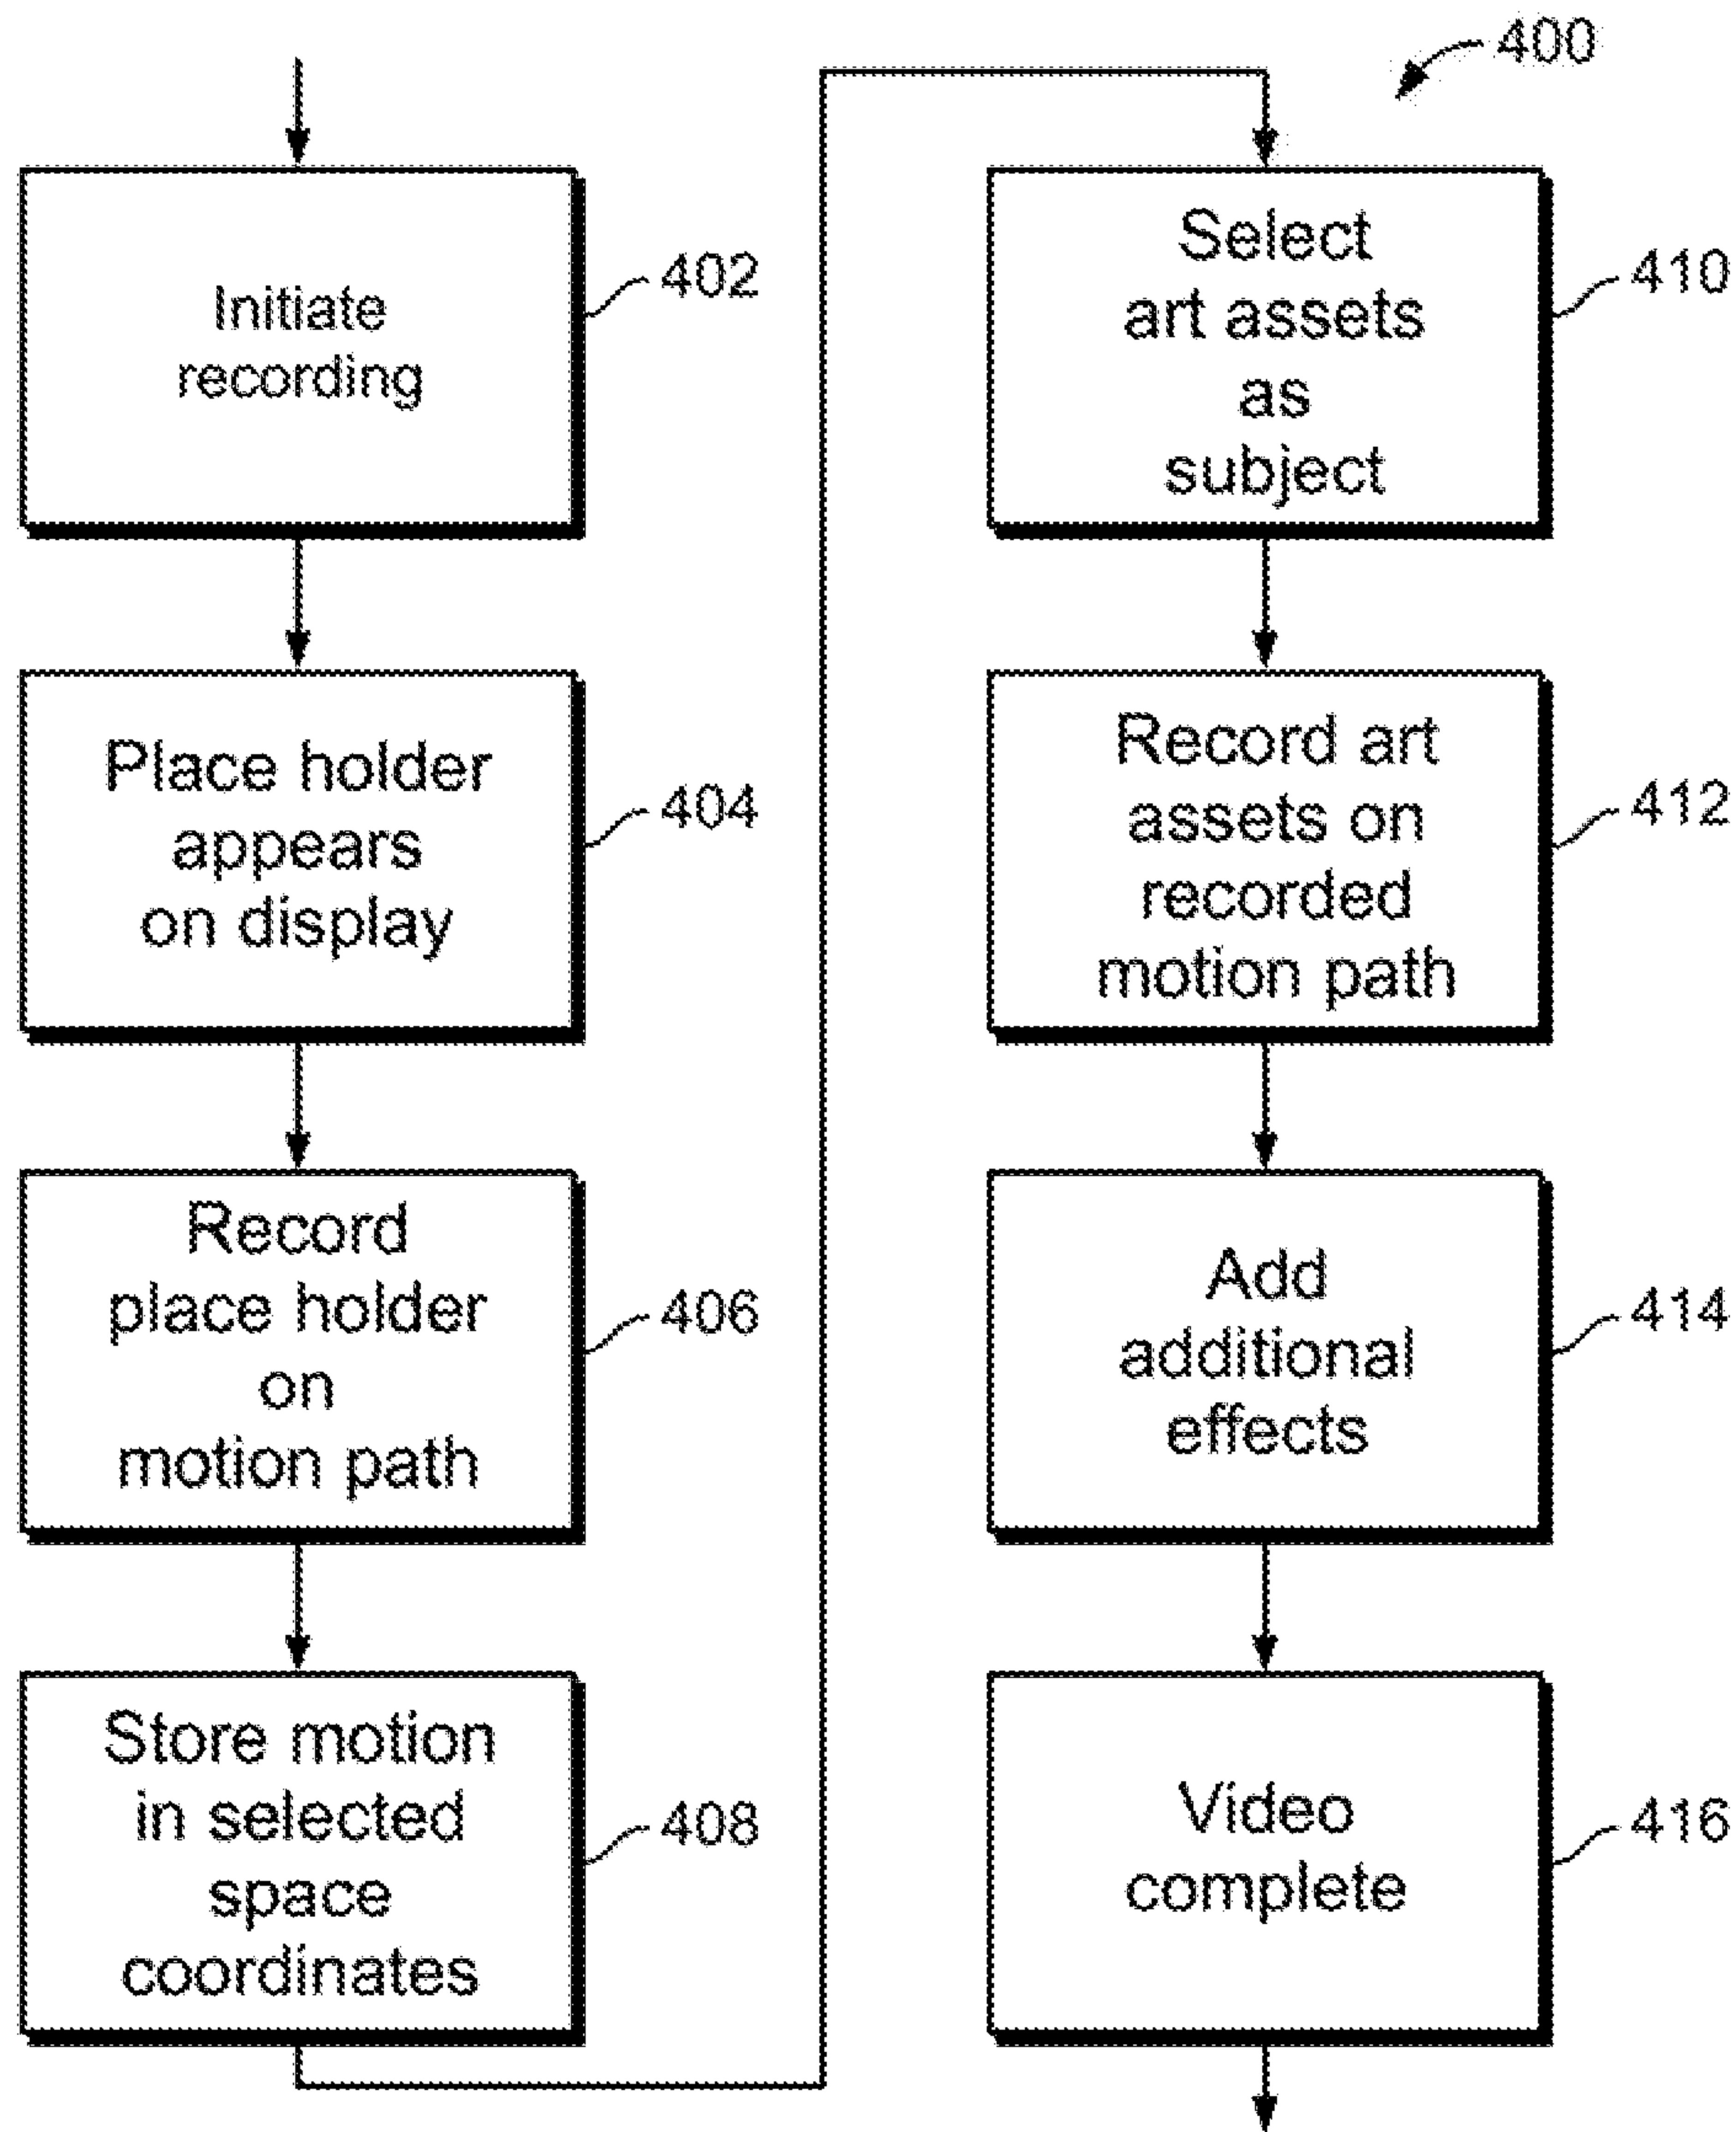 400
Initiate
recording
402
Place holder
appears
on display
404
Record
place holder
on
motion path
406
Store motion
in selected
space
coordinates
408
Select
art assets
as
subject
410
Record art
assets on
recorded
motion path
412
Add
additional
effects
414
Video
complete
416